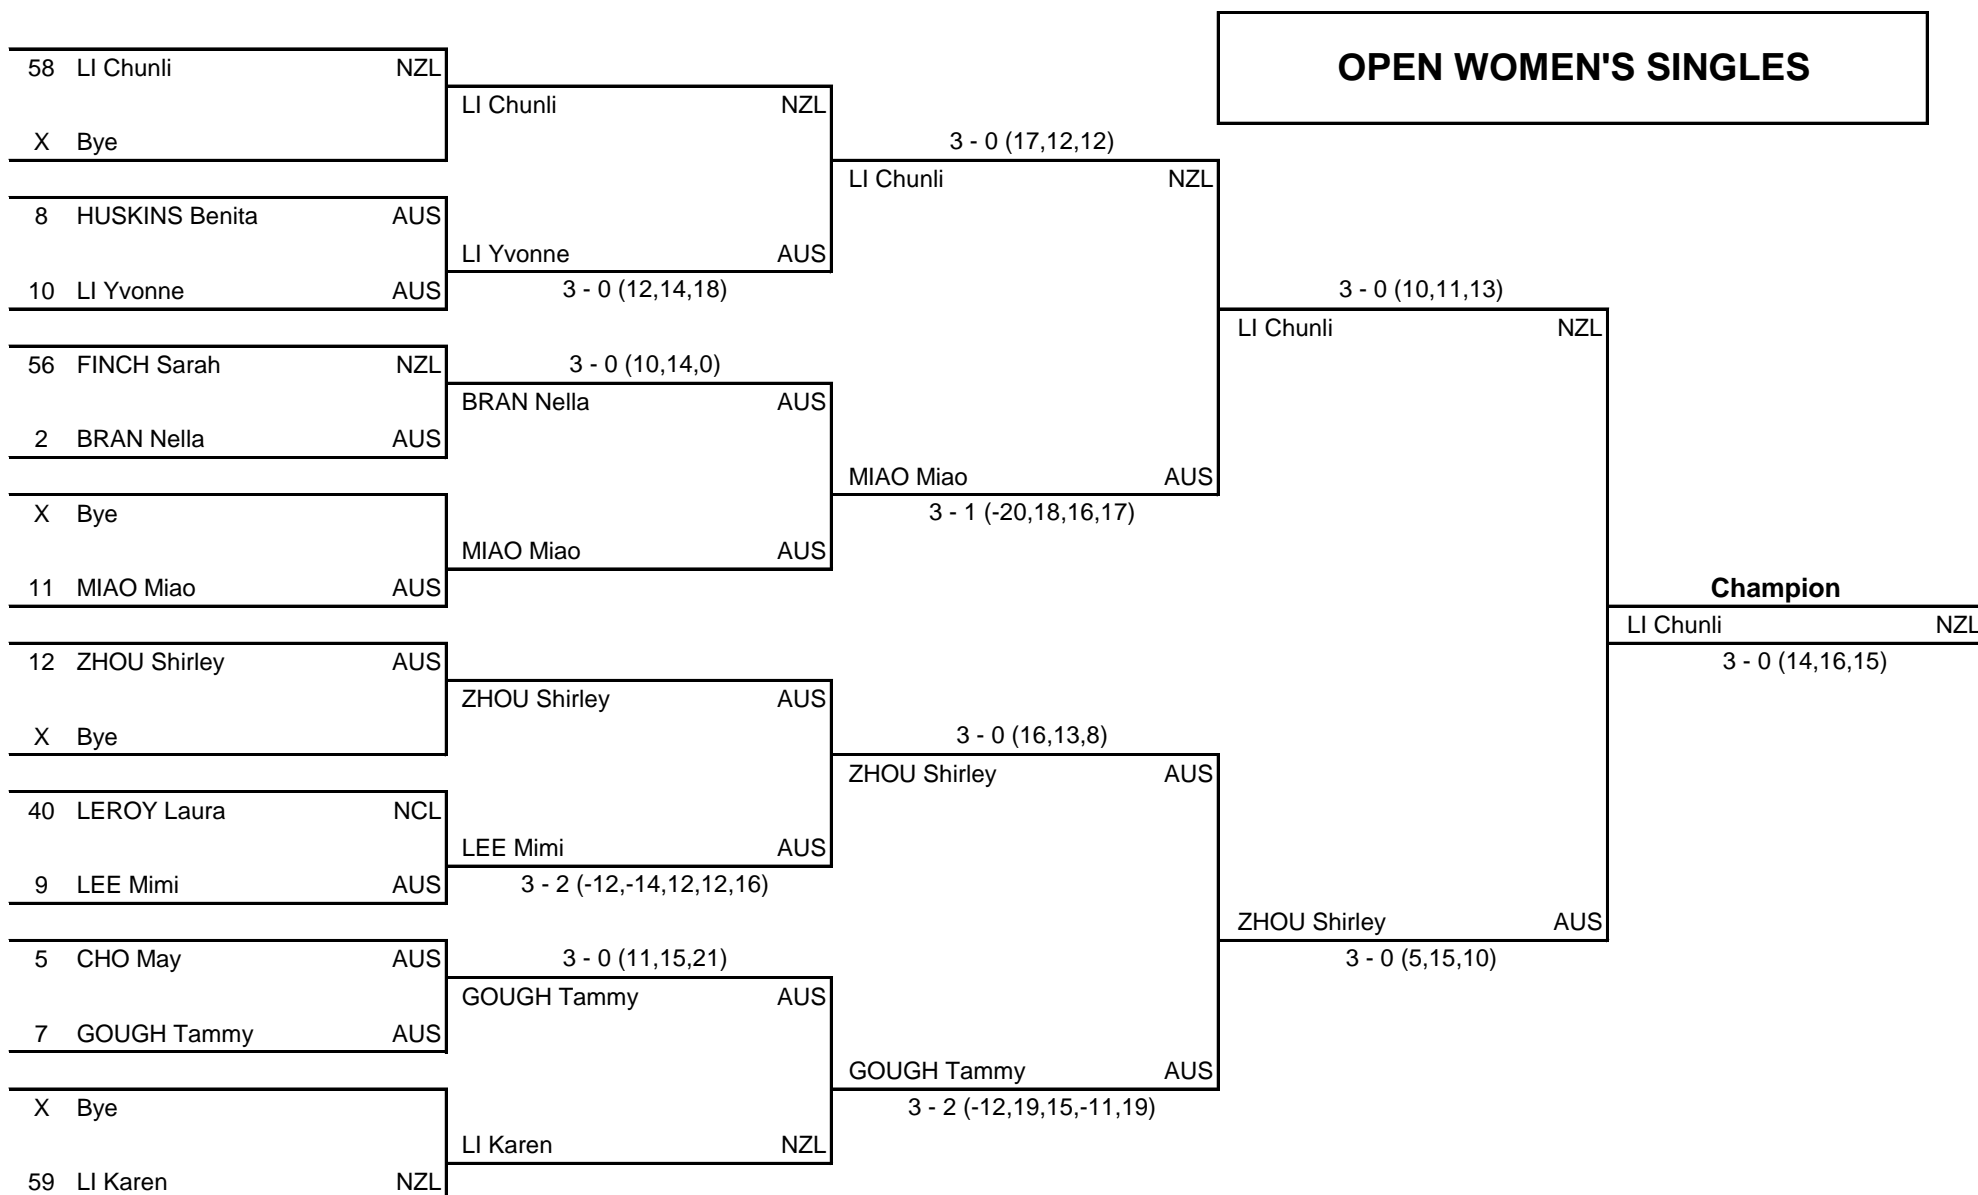 OPEN WOMEN'S SINGLES
58 LI Chunli NZL
LI Chunli NZL
X Bye
3 - 0 (17,12,12)
LI Chunli NZL
8 HUSKINS Benita AUS
LI Yvonne AUS
10 LI Yvonne AUS
3 - 0 (12,14,18)
3 - 0 (10,11,13)
LI Chunli NZL
56 FINCH Sarah NZL
3 - 0 (10,14,0)
BRAN Nella AUS
2 BRAN Nella AUS
MIAO Miao AUS
X Bye
3 - 1 (-20,18,16,17)
MIAO Miao AUS
11 MIAO Miao AUS
Champion
LI Chunli NZL
12 ZHOU Shirley AUS
3 - 0 (14,16,15)
ZHOU Shirley AUS
X Bye
3 - 0 (16,13,8)
ZHOU Shirley AUS
40 LEROY Laura NCL
LEE Mimi AUS
9 LEE Mimi AUS
3 - 2 (-12,-14,12,12,16)
ZHOU Shirley AUS
5 CHO May AUS
3 - 0 (11,15,21)
3 - 0 (5,15,10)
GOUGH Tammy AUS
7 GOUGH Tammy AUS
GOUGH Tammy AUS
X Bye
3 - 2 (-12,19,15,-11,19)
LI Karen NZL
59 LI Karen NZL